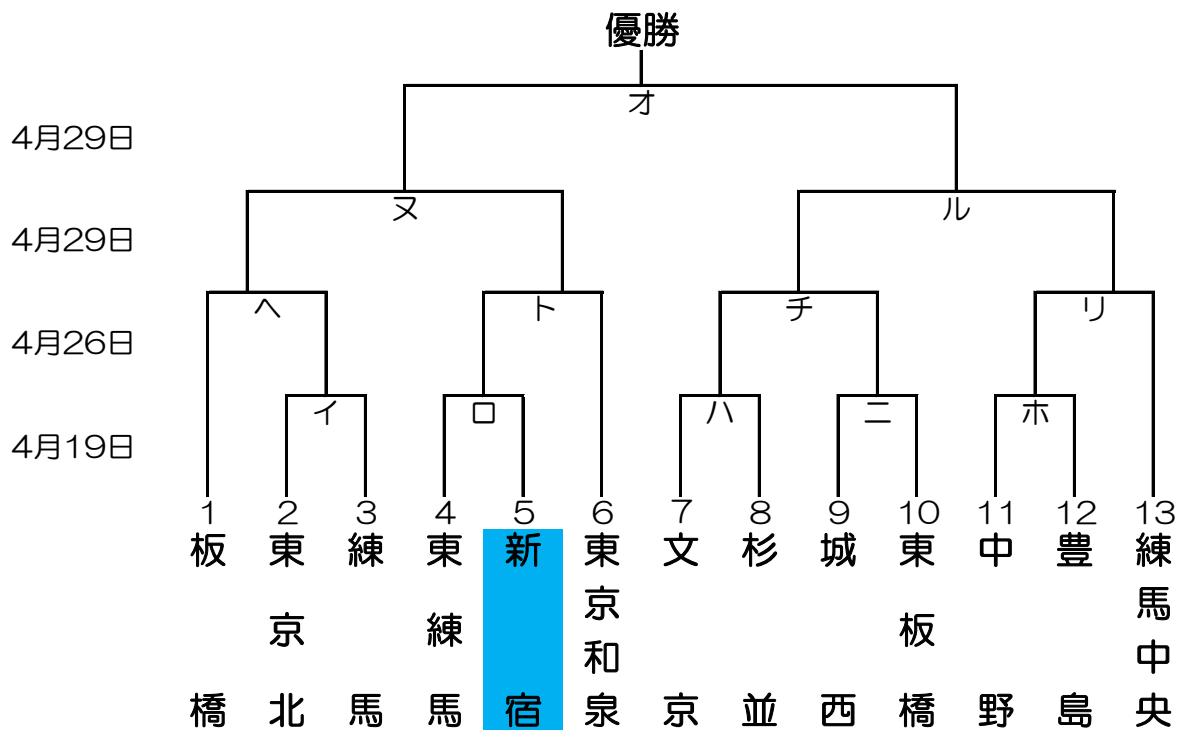 優勝
オ
4月29日
ヌ
ル
4月29日
ヘ
ト
チ
リ
4月26日
イ
ロ
ハ
ニ
ホ
4月19日
1 2 3 4 5 6 7 8 9 10 11 12 13
板橋
東京北
練馬
東練馬
新宿
東京和泉
文京
杉並
城西
東板橋
中野
豊島
練馬中央